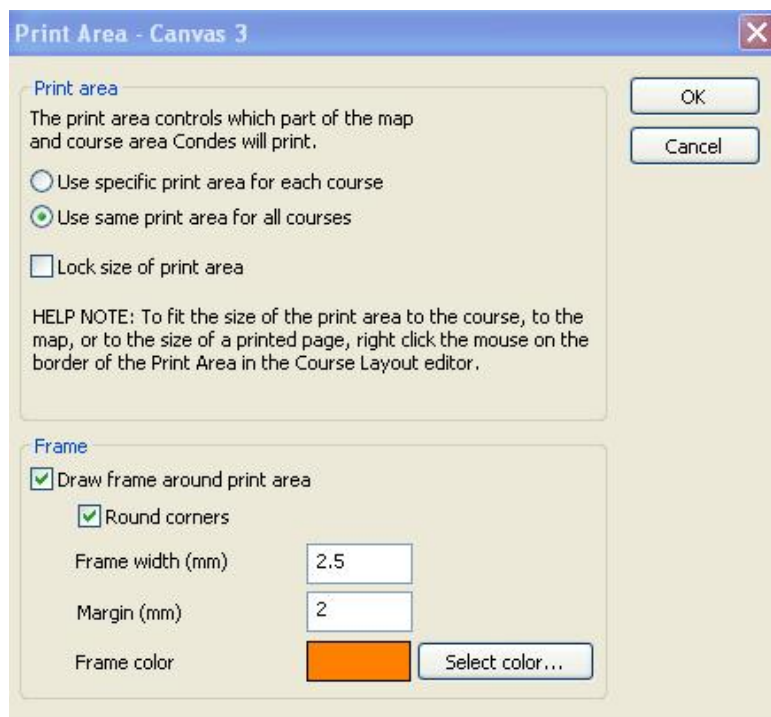 Print Area - Canvas 3
Print area
The print area controls which part of the map
and course area Condes will print.
Use specific print area for each course
Use same print area for all courses
Lock size of print area
HELP NOTE: To fit the size of the print area to the course, to the
map, or to the size of a printed page, right click the mouse on the
border of the Print Area in the Course Layout editor.
OK
Cancel
Frame
Draw frame around print area
Round corners
Frame width (mm) 2.5
Margin (mm) 2
Frame color Select color...